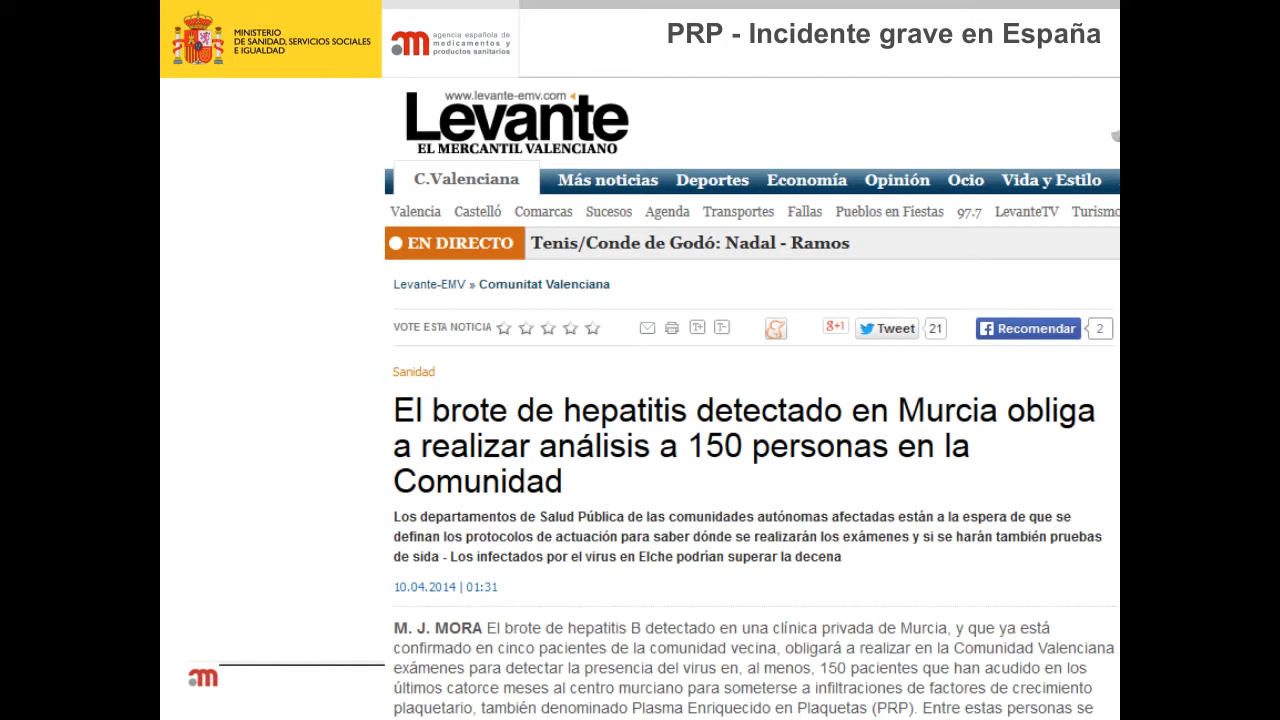 MINISTERIO
DE SANIDAD, SERVICIOS SOCIALES
E IGUALDAD
agencia española de
medicamentos y
productos sanitarios
PRP - Incidente grave en España
www.levante-emv.com
Levante
EL MERCANTIL VALENCIANO
C.Valenciana Más noticias Deportes Economía Opinión Ocio Vida y Estilo
Valencia Castelló Comarcas Sucesos Agenda Transportes Fallas Pueblos en Fiestas 97.7 LevanteTV Turismo
EN DIRECTO Tenis/Conde de Godó: Nadal - Ramos
Levante-EMV » Comunitat Valenciana
VOTE ESTA NOTICIA T+ T- g+1 Tweet 21 Recomendar 2
Sanidad
El brote de hepatitis detectado en Murcia obliga
a realizar análisis a 150 personas en la
Comunidad
Los departamentos de Salud Pública de las comunidades autónomas afectadas están a la espera de que se
definan los protocolos de actuación para saber dónde se realizarán los exámenes y si se harán también pruebas
de sida - Los infectados por el virus en Elche podrían superar la decena
10.04.2014 | 01:31
M. J. MORA El brote de hepatitis B detectado en una clínica privada de Murcia, y que ya está
confirmado en cinco pacientes de la comunidad vecina, obligará a realizar en la Comunidad Valenciana
exámenes para detectar la presencia del virus en, al menos, 150 pacientes que han acudido en los
últimos catorce meses al centro murciano para someterse a infiltraciones de factores de crecimiento
plaquetario, también denominado Plasma Enriquecido en Plaquetas (PRP). Entre estas personas se